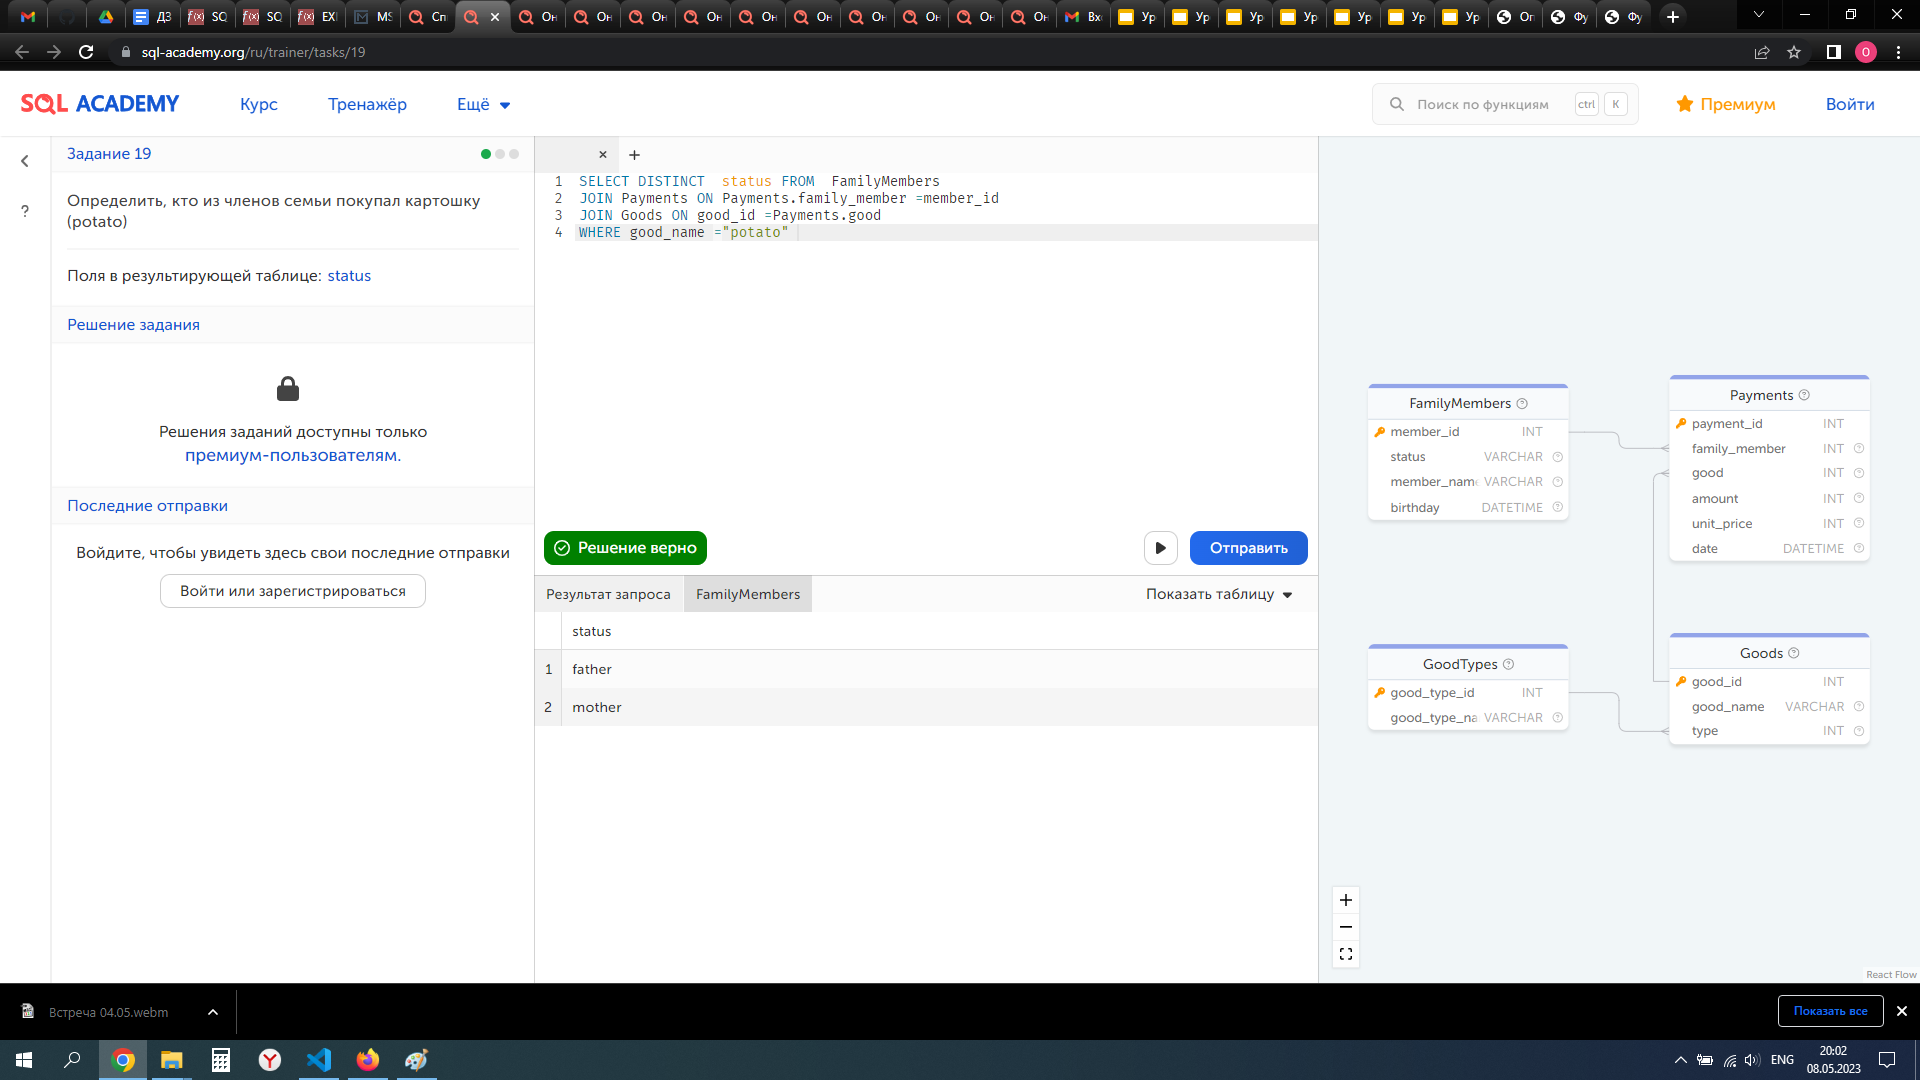 ДЗ
SQ
SQ
EX
MS
Сп
Он
Он
Он
Он
Он
Он
Он
Он
Он
Он
Вх
Ур
Ур
Ур
Ур
Ур
Ур
Ур
Оп
Фу
Фу
sql-academy.org/ru/trainer/tasks/19
O
SQL ACADEMY
Курс
Тренажёр
Ещё
Поиск по функциям
ctrl
K
Премиум
Войти
Задание 19
Определить, кто из членов семьи покупал картошку
(potato)
Поля в результирующей таблице: status
Решение задания
Решения заданий доступны только
премиум-пользователям.
Последние отправки
Войдите, чтобы увидеть здесь свои последние отправки
Войти или зарегистрироваться
?
1 SELECT DISTINCT  status FROM  FamilyMembers
2 JOIN Payments ON Payments.family_member =member_id
3 JOIN Goods ON good_id =Payments.good
4 WHERE good_name ="potato"
Решение верно
Отправить
Результат запроса
FamilyMembers
Показать таблицу
status
1 father
2 mother
FamilyMembers
member_id INT
status VARCHAR
member_name VARCHAR
birthday DATETIME
Payments
payment_id INT
family_member INT
good INT
amount INT
unit_price INT
date DATETIME
GoodTypes
good_type_id INT
good_type_na VARCHAR
Goods
good_id INT
good_name VARCHAR
type INT
React Flow
Встреча 04.05.webm
Показать все
ENG
20:02
08.05.2023